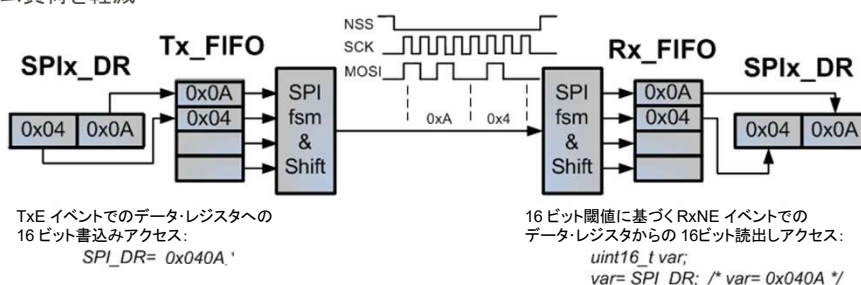 NSS
SCK
MOSI
SPIx_DR
Tx_FIFO
Rx_FIFO
SPIx_DR
0x04 0x0A
0x0A
0x04
SPI
fsm
&
Shift
0xA 0x4
SPI
fsm
&
Shift
0x0A
0x04
0x04 0x0A
TxE イベントでのデータ・レジスタへの
16 ビット書込みアクセス:
SPI_DR= 0x040A
16 ビット閾値に基づくRxNE イベントでの
データ・レジスタからの 16ビット読出しアクセス:
uint16_t var;
var= SPI_DR; /* var= 0x040A */